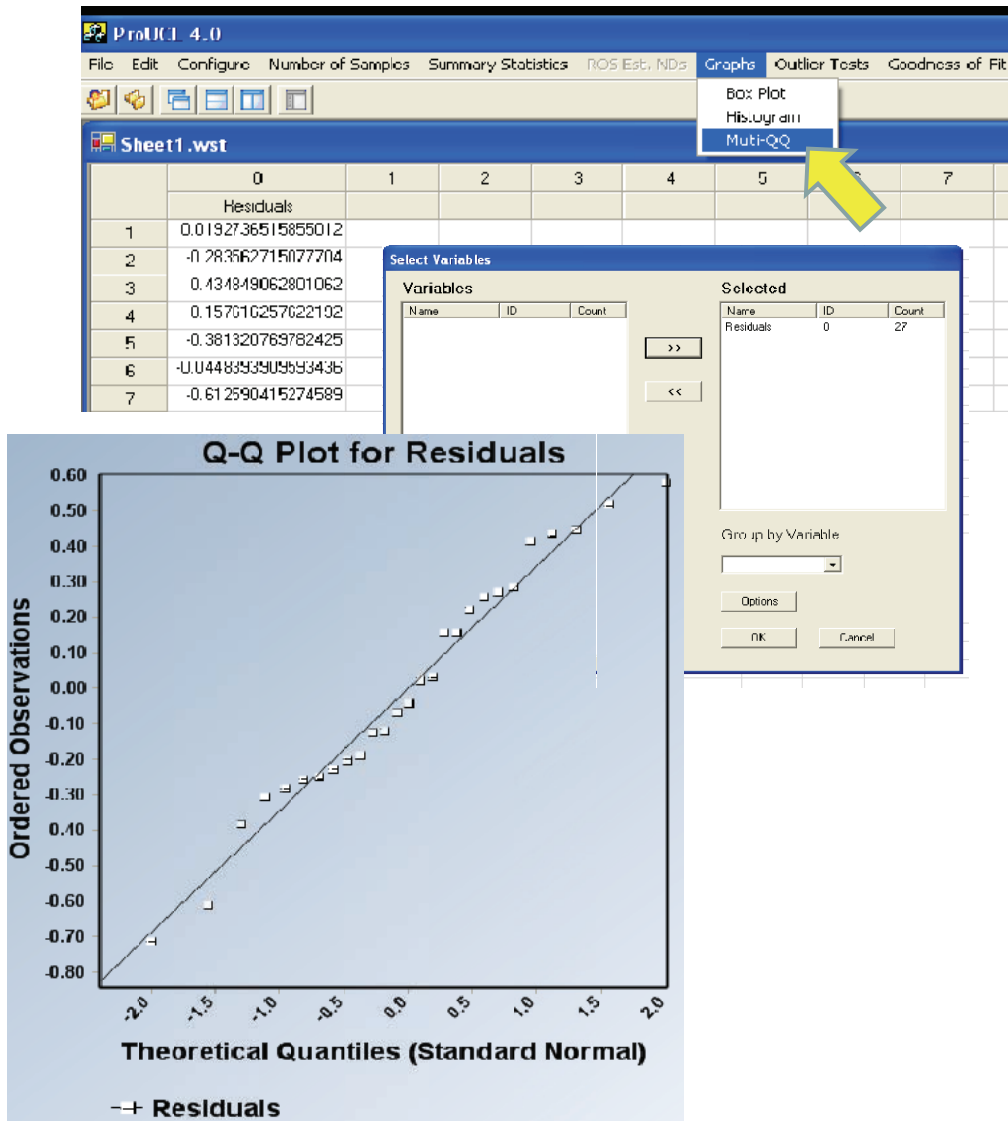 ProUCL 4.0
File Edit Configure Number of Samples Summary Statistics ROS Est. NDs Graphs Outlier Tests Goodness of Fit
Box Plot
Histogram
Muti-QQ
Sheet1.wst
0 1 2 3 4 5 6 7
Residuals
1 0.0192736515855012
2 -0.283562715077704
3 0.434849062801062
4 0.157616257622192
5 -0.381320769782425
6 -0.0448393909593436
7 -0.612590415274589
Select Variables
Variables
Selected
Name ID Count
Name ID Count
Residuals 0 27
>>
<<
Group by Variable
Options
OK Cancel
Q-Q Plot for Residuals
0.60
0.50
0.40
0.30
0.20
0.10
0.00
-0.10
-0.20
-0.30
-0.40
-0.50
-0.60
-0.70
-0.80
Ordered Observations
-2.0 -1.5 -1.0 -0.5 0.0 0.5 1.0 1.5 2.0
Theoretical Quantiles (Standard Normal)
Residuals